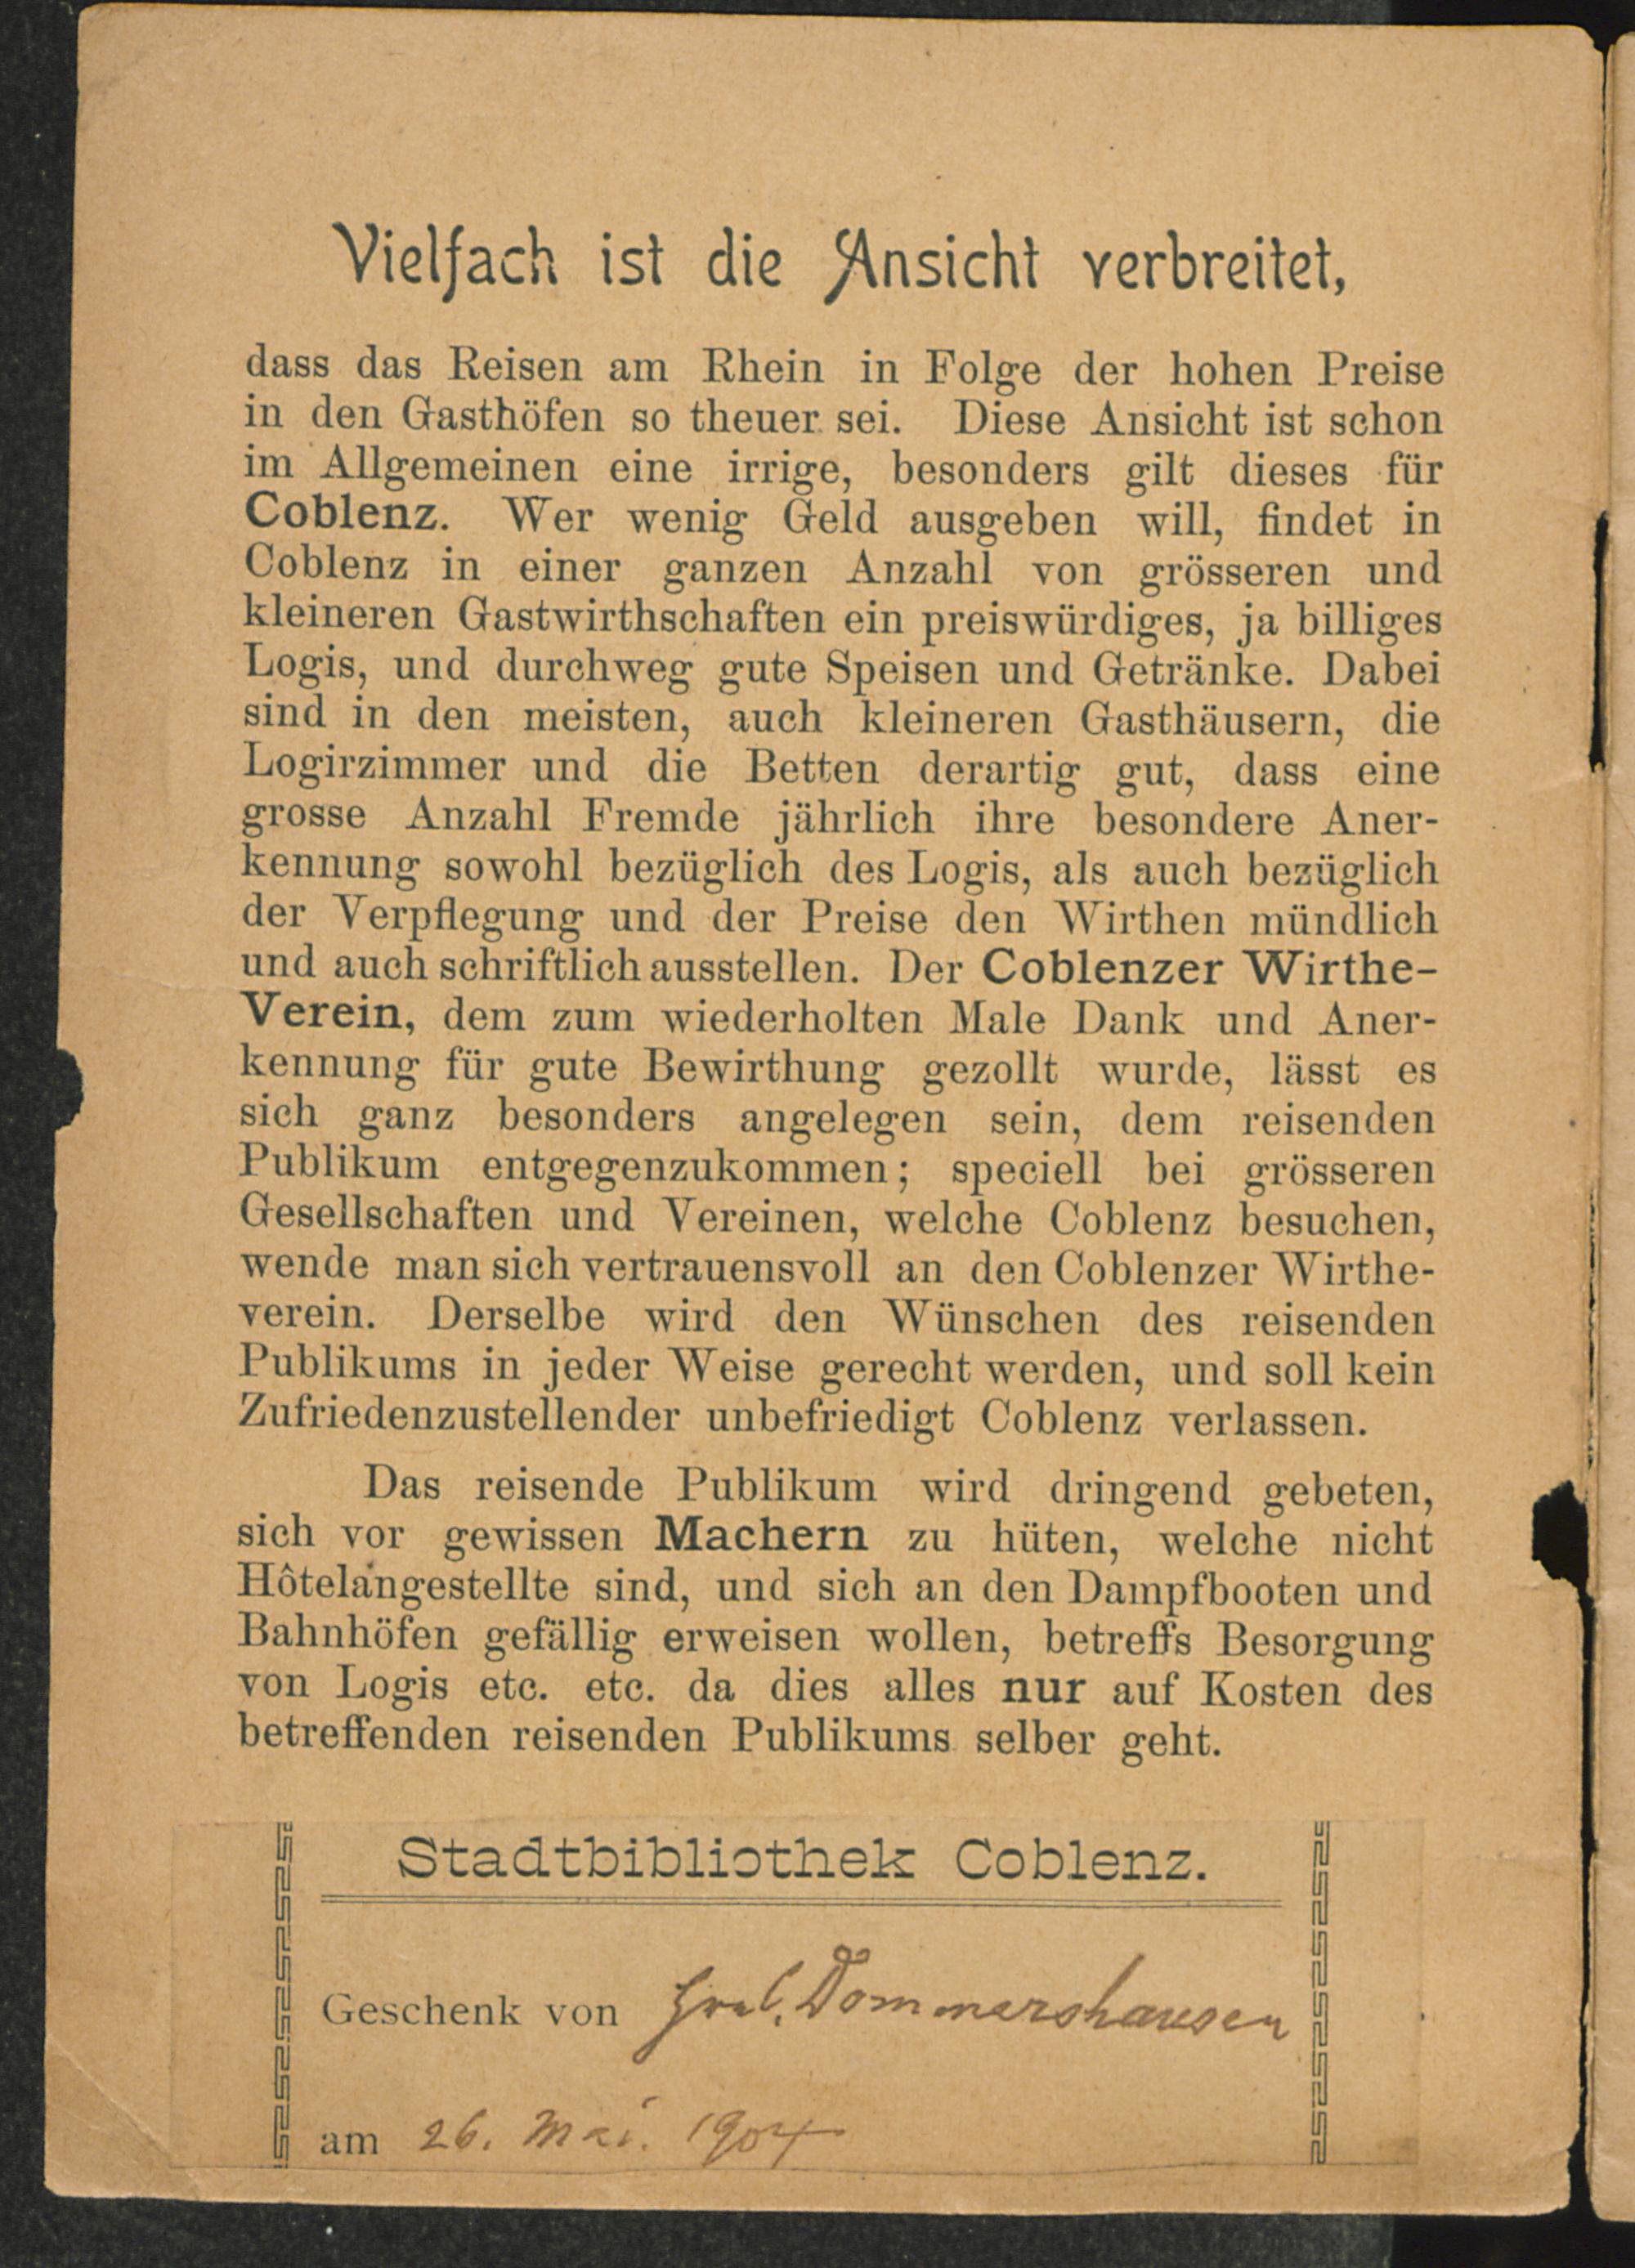 Vielfach ist die Ansicht verbreitet,
dass das Reisen am Rhein in Folge der hohen Preise
in den Gasthöfen so theuer sei. Diese Ansicht ist schon
im Allgemeinen eine irrige, besonders gilt dieses für
Coblenz. Wer wenig Geld ausgeben will, findet in
Coblenz in einer ganzen Anzahl von grösseren und
kleineren Gastwirthschaften ein preiswürdiges, ja billiges
Logis, und durchweg gute Speisen und Getränke. Dabei
sind in den meisten, auch kleineren Gasthäusern, die
Logirzimmer und die Betten derartig gut, dass eine
grosse Anzahl Fremde jährlich ihre besondere Aner-
kennung sowohl bezüglich des Logis, als auch bezüglich
der Verpflegung und der Preise den Wirthen mündlich
und auch schriftlich ausstellen. Der Coblenzer Wirthe-
Verein, dem zum wiederholten Male Dank und Aner-
kennung für gute Bewirthung gezollt wurde, lässt es
sich ganz besonders angelegen sein, dem reisenden
Publikum entgegenzukommen; speciell bei grösseren
Gesellschaften und Vereinen, welche Coblenz besuchen,
wende man sich vertrauensvoll an den Coblenzer Wirthe-
verein. Derselbe wird den Wünschen des reisenden
Publikums in jeder Weise gerecht werden, und soll kein
Zufriedenzustellender unbefriedigt Coblenz verlassen.
Das reisende Publikum wird dringend gebeten,
sich vor gewissen Machern zu hüten, welche nicht
Hôtelangestellte sind, und sich an den Dampfbooten und
Bahnhöfen gefällig erweisen wollen, betreffs Besorgung
von Logis etc. etc. da dies alles nur auf Kosten des
betreffenden reisenden Publikums selber geht.
Stadtbibliothek Coblenz.
Geschenk von Dommershausen
am 26. Mai. 1904